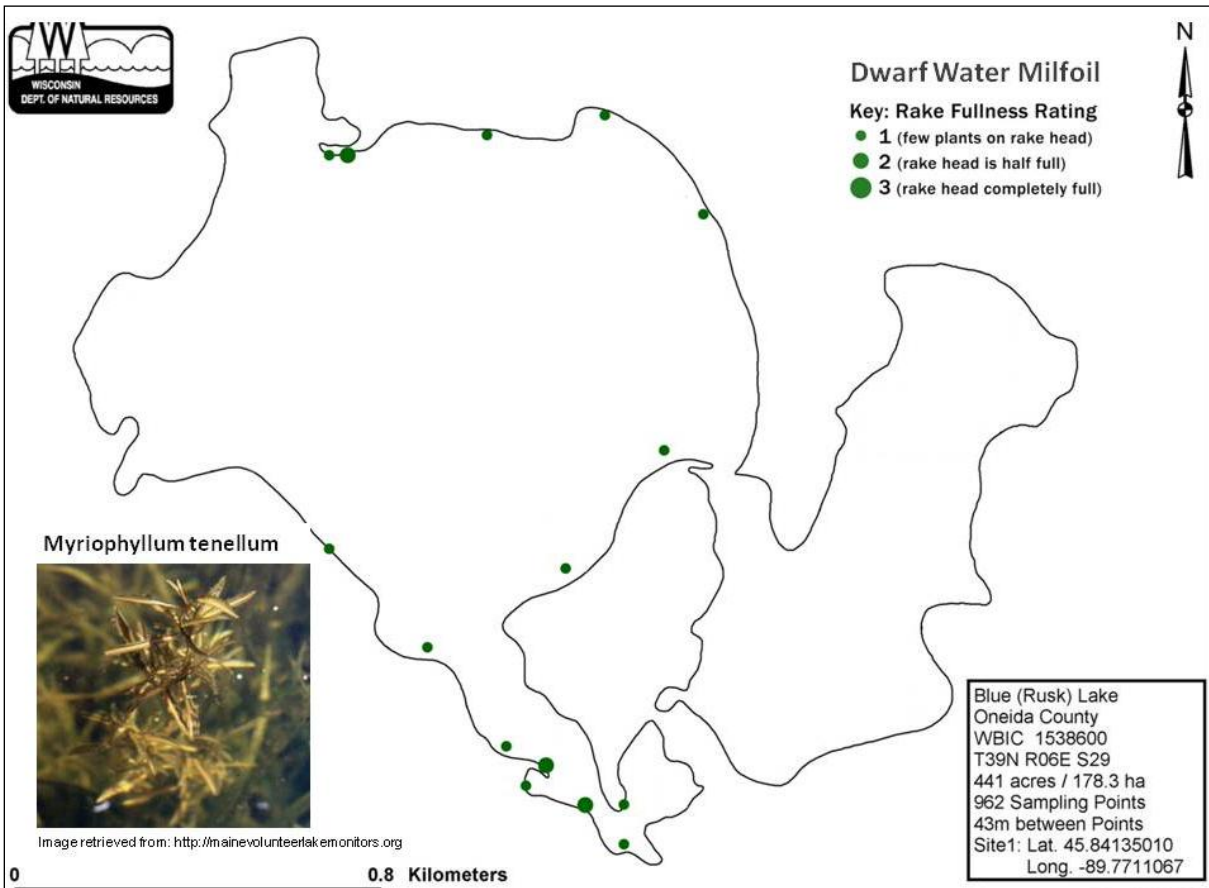 WISCONSIN
DEPT. OF NATURAL RESOURCES
N
Dwarf Water Milfoil
Key: Rake Fullness Rating
1 (few plants on rake head)
2 (rake head is half full)
3 (rake head completely full)
Myriophyllum tenellum
Image retrieved from: http://mainevolunteerlakemonitors.org
0 0.8 Kilometers
Blue (Rusk) Lake
Oneida County
WBIC 1538600
T39N R06E S29
441 acres / 178.3 ha
962 Sampling Points
43m between Points
Site1: Lat. 45.84135010
Long. -89.7711067